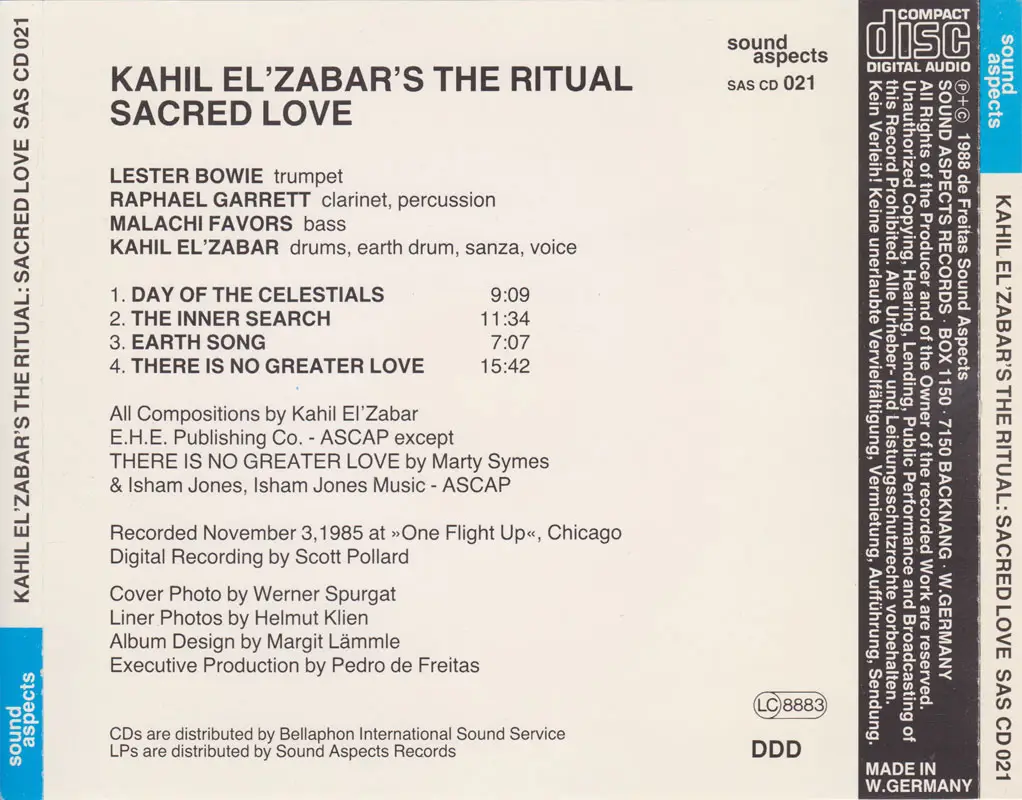 KAHIL EL'ZABAR'S THE RITUAL: SACRED LOVE SAS CD 021
sound
aspects
KAHIL EL'ZABAR'S THE RITUAL
SACRED LOVE
sound
aspects
SAS CD 021
LESTER BOWIE trumpet
RAPHAEL GARRETT clarinet, percussion
MALACHI FAVORS bass
KAHIL EL'ZABAR drums, earth drum, sanza, voice
1. DAY OF THE CELESTIALS 9:09
2. THE INNER SEARCH 11:34
3. EARTH SONG 7:07
4. THERE IS NO GREATER LOVE 15:42
All Compositions by Kahil El'Zabar
E.H.E. Publishing Co. - ASCAP except
THERE IS NO GREATER LOVE by Marty Symes
& Isham Jones, Isham Jones Music - ASCAP
Recorded November 3,1985 at »One Flight Up«, Chicago
Digital Recording by Scott Pollard
Cover Photo by Werner Spurgat
Liner Photos by Helmut Klien
Album Design by Margit Lämmle
Executive Production by Pedro de Freitas
CDs are distributed by Bellaphon International Sound Service
LPs are distributed by Sound Aspects Records
LC 8883
DDD
COMPACT
disc
DIGITAL AUDIO
℗+© 1988 de Freitas Sound Aspects
SOUND ASPECTS RECORDS · BOX 1150 · 7150 BACKNANG · W.GERMANY
All Rights of the Producer and of the Owner of the recorded Work are reserved.
Unauthorized Copying, Hearing, Lending, Public Performance and Broadcasting of
this Record Prohibited. Alle Urheber- und Leistungsschutzrechte vorbehalten.
Kein Verleih! Keine unerlaubte Vervielfältigung, Vermietung, Aufführung, Sendung.
MADE IN
W.GERMANY
sound
aspects
KAHIL EL'ZABAR'S THE RITUAL: SACRED LOVE SAS CD 021